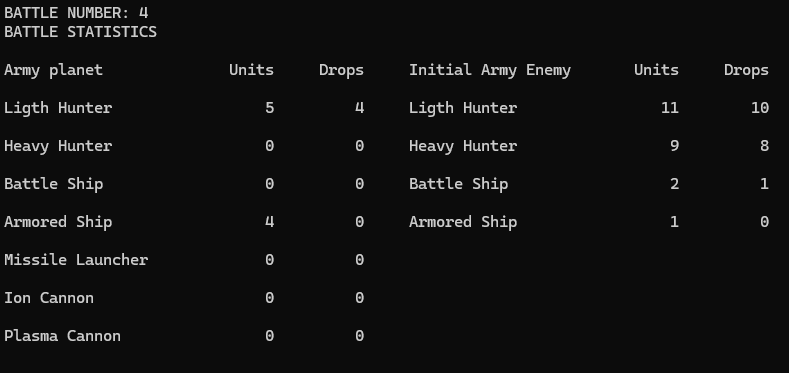 BATTLE NUMBER: 4
BATTLE STATISTICS
Army planet Units Drops Initial Army Enemy Units Drops
Ligth Hunter 5 4 Ligth Hunter 11 10
Heavy Hunter 0 0 Heavy Hunter 9 8
Battle Ship 0 0 Battle Ship 2 1
Armored Ship 4 0 Armored Ship 1 0
Missile Launcher 0 0
Ion Cannon 0 0
Plasma Cannon 0 0